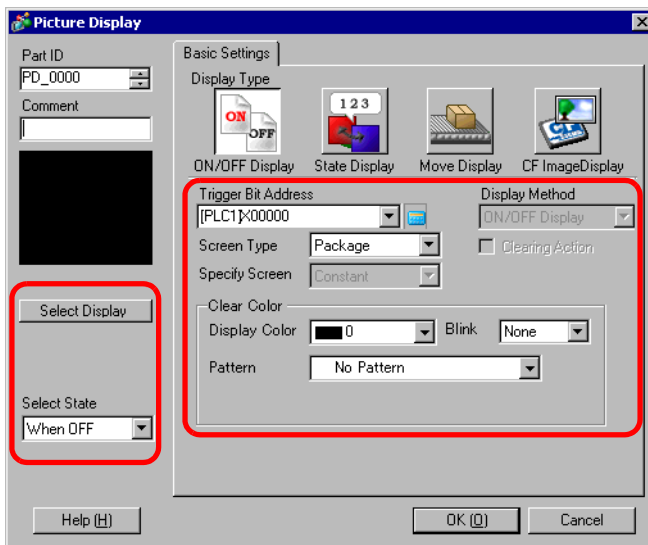 Picture Display
Part ID
PD_0000
Comment
Select Display
Select State
When OFF
Help (H)
Basic Settings
Display Type
ON
OFF
1 2 3
ON/OFF Display State Display Move Display CF ImageDisplay
Trigger Bit Address Display Method
[PLC1]X00000 ON/OFF Display
Screen Type Package Clearing Action
Specify Screen Constant
Clear Color
Display Color 0 Blink None
Pattern No Pattern
OK (O) Cancel